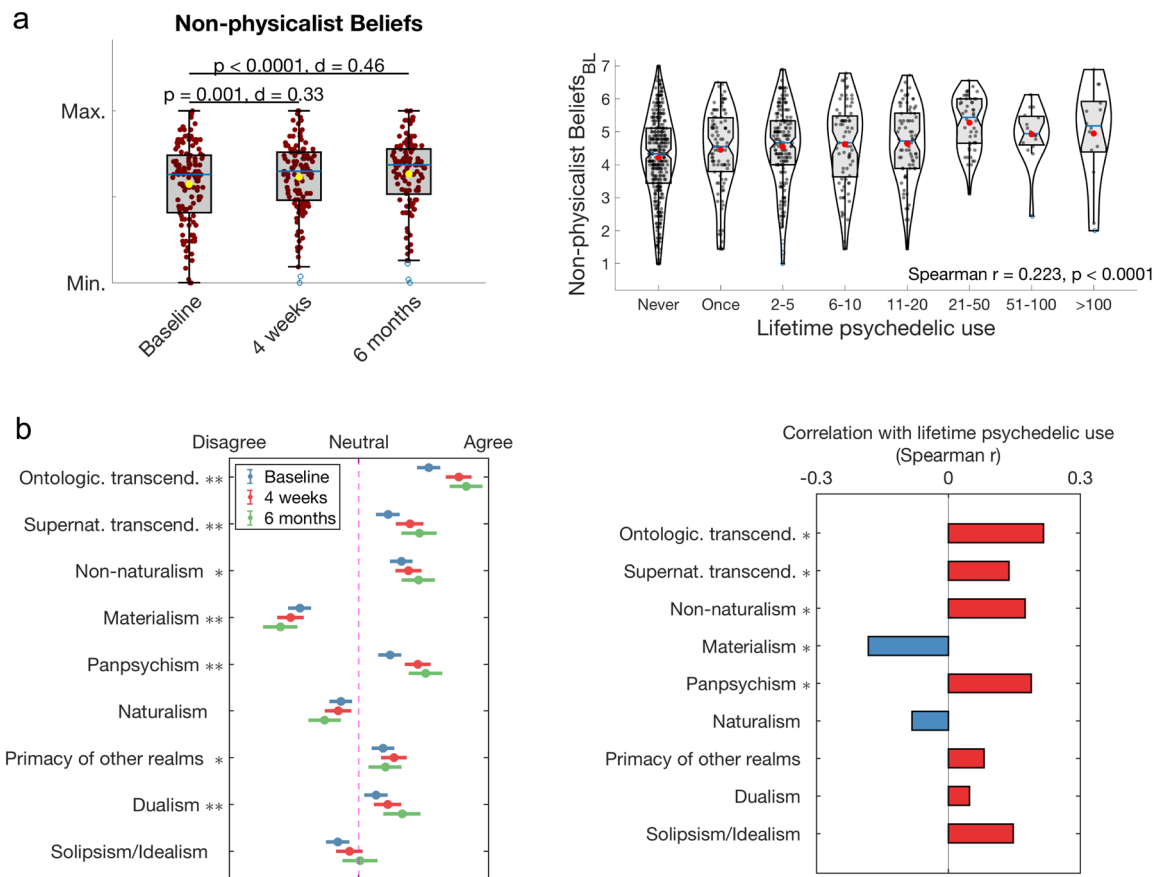 a
Non-physicalist Beliefs
p < 0.0001, d = 0.46
p = 0.001, d = 0.33
Max.
Min.
Baseline
4 weeks
6 months
Non-physicalist Beliefs BL
7
6
5
4
3
2
1
Spearman r = 0.223, p < 0.0001
Never Once 2-5 6-10 11-20 21-50 51-100 >100
Lifetime psychedelic use
b
Disagree Neutral Agree
Baseline
4 weeks
6 months
Ontologic. transcend. **
Supernat. transcend. **
Non-naturalism *
Materialism **
Panpsychism **
Naturalism
Primacy of other realms *
Dualism **
Solipsism/Idealism
Correlation with lifetime psychedelic use
(Spearman r)
-0.3 0 0.3
Ontologic. transcend. *
Supernat. transcend. *
Non-naturalism *
Materialism *
Panpsychism *
Naturalism
Primacy of other realms
Dualism
Solipsism/Idealism